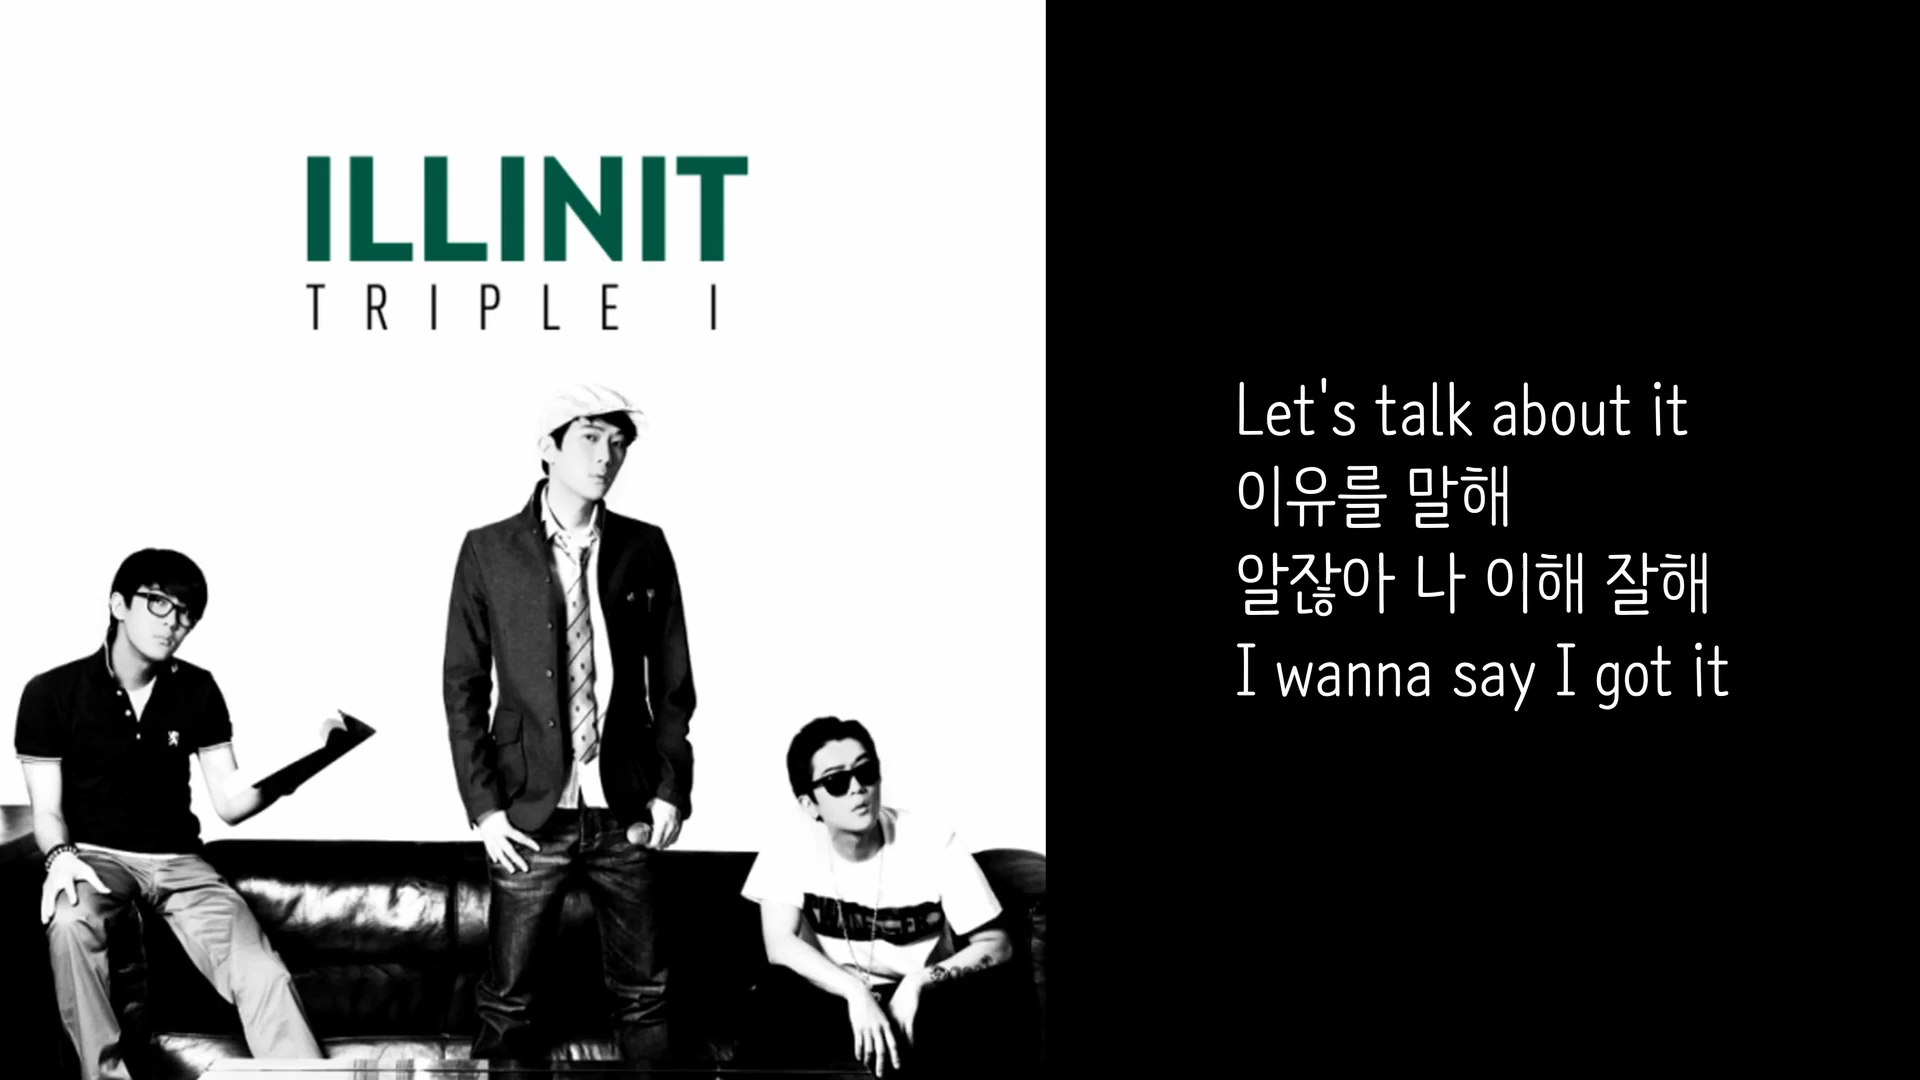 ILLINIT
TRIPLE I
Let's talk about it
이유를 말해
알잖아 나 이해 잘해
I wanna say I got it